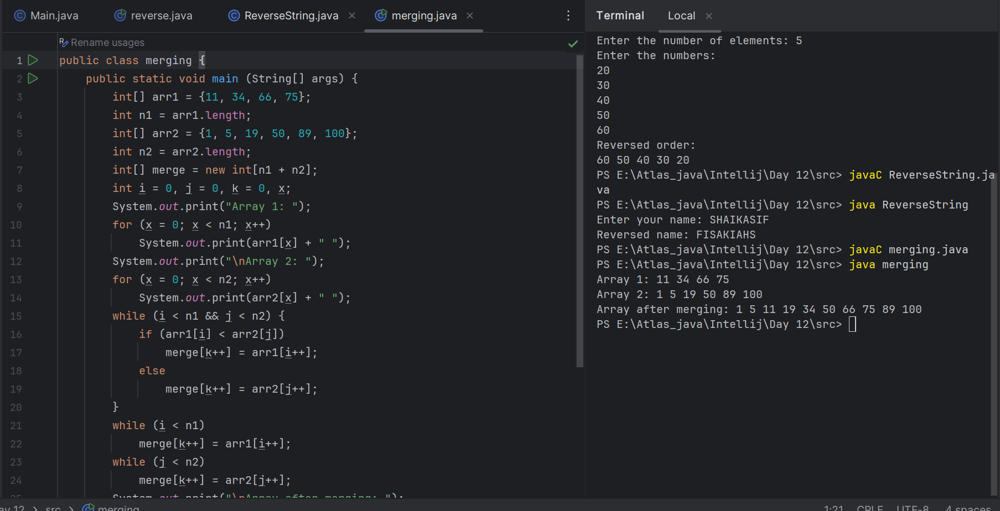 Main.java reverse.java ReverseString.java merging.java
Rename usages
1 public class merging {
2 public static void main (String[] args) {
3 int[] arr1 = {11, 34, 66, 75};
4 int n1 = arr1.length;
5 int[] arr2 = {1, 5, 19, 50, 89, 100};
6 int n2 = arr2.length;
7 int[] merge = new int[n1 + n2];
8 int i = 0, j = 0, k = 0, x;
9 System.out.print("Array 1: ");
10 for (x = 0; x < n1; x++)
11 System.out.print(arr1[x] + " ");
12 System.out.print("\nArray 2: ");
13 for (x = 0; x < n2; x++)
14 System.out.print(arr2[x] + " ");
15 while (i < n1 && j < n2) {
16 if (arr1[i] < arr2[j])
17 merge[k++] = arr1[i++];
18 else
19 merge[k++] = arr2[j++];
20 }
21 while (i < n1)
22 merge[k++] = arr1[i++];
23 while (j < n2)
24 merge[k++] = arr2[j++];
25 System.out.print("\nArray after merging: ");
Terminal Local
Enter the number of elements: 5
Enter the numbers:
20
30
40
50
60
Reversed order:
60 50 40 30 20
PS E:\Atlas_java\Intellij\Day 12\src> javaC ReverseString.ja
va
PS E:\Atlas_java\Intellij\Day 12\src> java ReverseString
Enter your name: SHAIKASIF
Reversed name: FISAKIAHS
PS E:\Atlas_java\Intellij\Day 12\src> javaC merging.java
PS E:\Atlas_java\Intellij\Day 12\src> java merging
Array 1: 11 34 66 75
Array 2: 1 5 19 50 89 100
Array after merging: 1 5 11 19 34 50 66 75 89 100
PS E:\Atlas_java\Intellij\Day 12\src>
ay 12 > src > merging
1:21 CRLF UTF-8 4 spaces